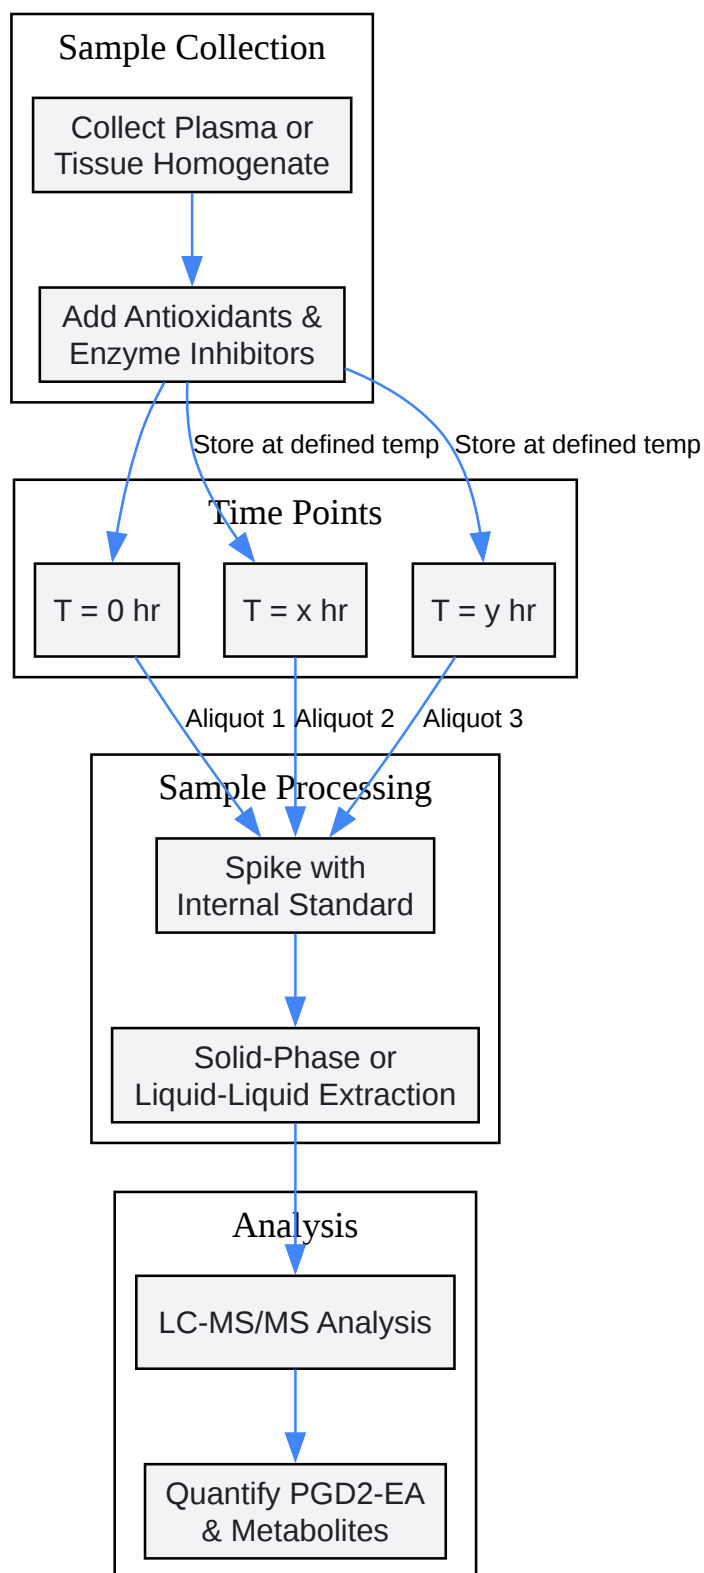 Sample Collection
Collect Plasma or
Tissue Homogenate
Add Antioxidants &
Enzyme Inhibitors
Store at defined temp
Store at defined temp
Time Points
T = 0 hr
T = x hr
T = y hr
Aliquot 1
Aliquot 2
Aliquot 3
Sample Processing
Spike with
Internal Standard
Solid-Phase or
Liquid-Liquid Extraction
Analysis
LC-MS/MS Analysis
Quantify PGD2-EA
& Metabolites